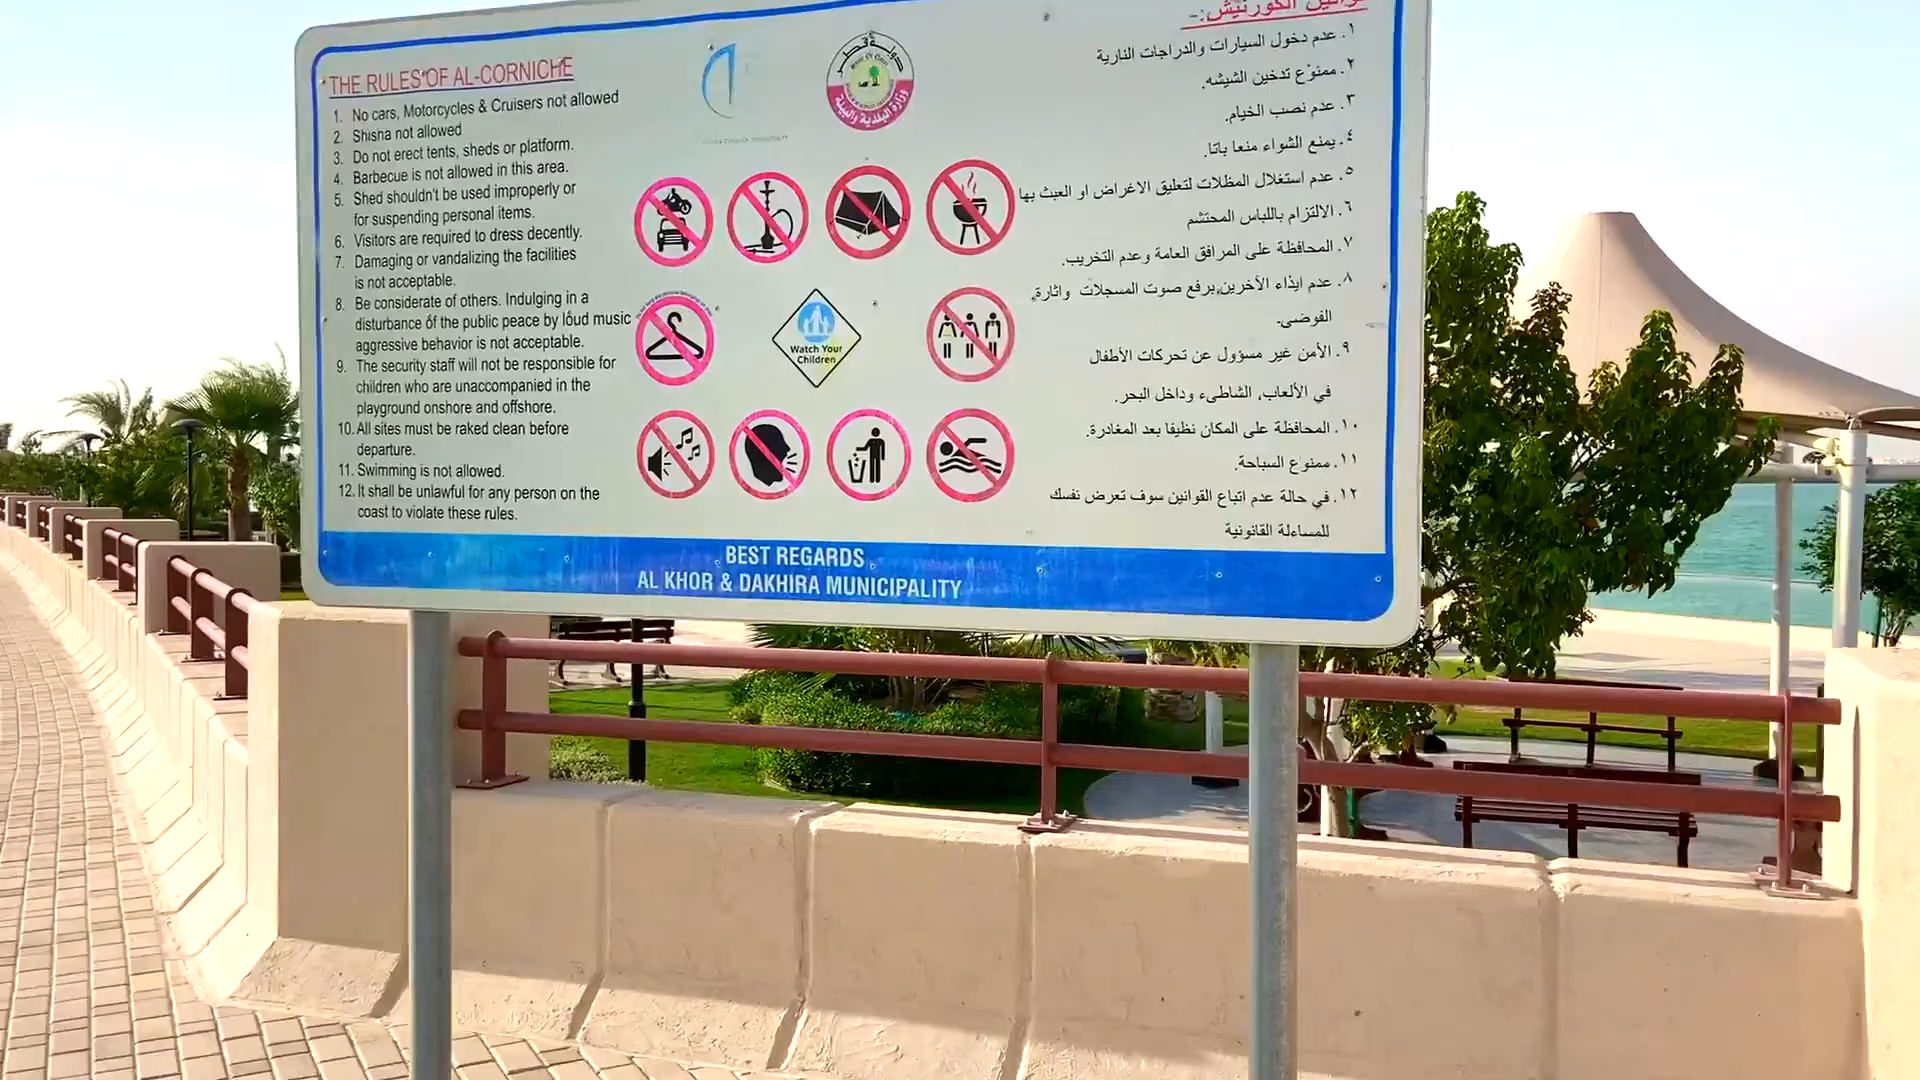 THE RULES OF AL-CORNICHE
1. No cars, Motorcycles & Cruisers not allowed
2. Shisha not allowed
3. Do not erect tents, sheds or platform.
4. Barbecue is not allowed in this area.
5. Shed shouldn't be used improperly or
for suspending personal items.
6. Visitors are required to dress decently.
7. Damaging or vandalizing the facilities
is not acceptable.
8. Be considerate of others. Indulging in a
disturbance of the public peace by loud music
aggressive behavior is not acceptable.
9. The security staff will not be responsible for
children who are unaccompanied in the
playground onshore and offshore.
10. All sites must be raked clean before
departure.
11. Swimming is not allowed.
12. It shall be unlawful for any person on the
coast to violate these rules.
دولة قطر
وزارة البلدية والبيئة
Watch Your
Children
قوانين الكورنيش:-
١. عدم دخول السيارات والدراجات النارية
٢. ممنوع تدخين الشيشه.
٣. عدم نصب الخيام.
٤. يمنع الشواء منعا باتا.
٥. عدم استغلال المظلات لتعليق الاغراض او العبث بها
٦. الالتزام باللباس المحتشم
٧. المحافظة على المرافق العامة وعدم التخريب.
٨. عدم ايذاء الأخرين,برفع صوت المسجلات واثارة
الفوضى.
٩. الأمن غير مسؤول عن تحركات الأطفال
في الألعاب، الشاطىء وداخل البحر.
١٠. المحافظة على المكان نظيفا بعد المغادرة.
١١. ممنوع السباحة.
١٢. في حالة عدم اتباع القوانين سوف تعرض نفسك
للمساءلة القانونية
BEST REGARDS
AL KHOR & DAKHIRA MUNICIPALITY